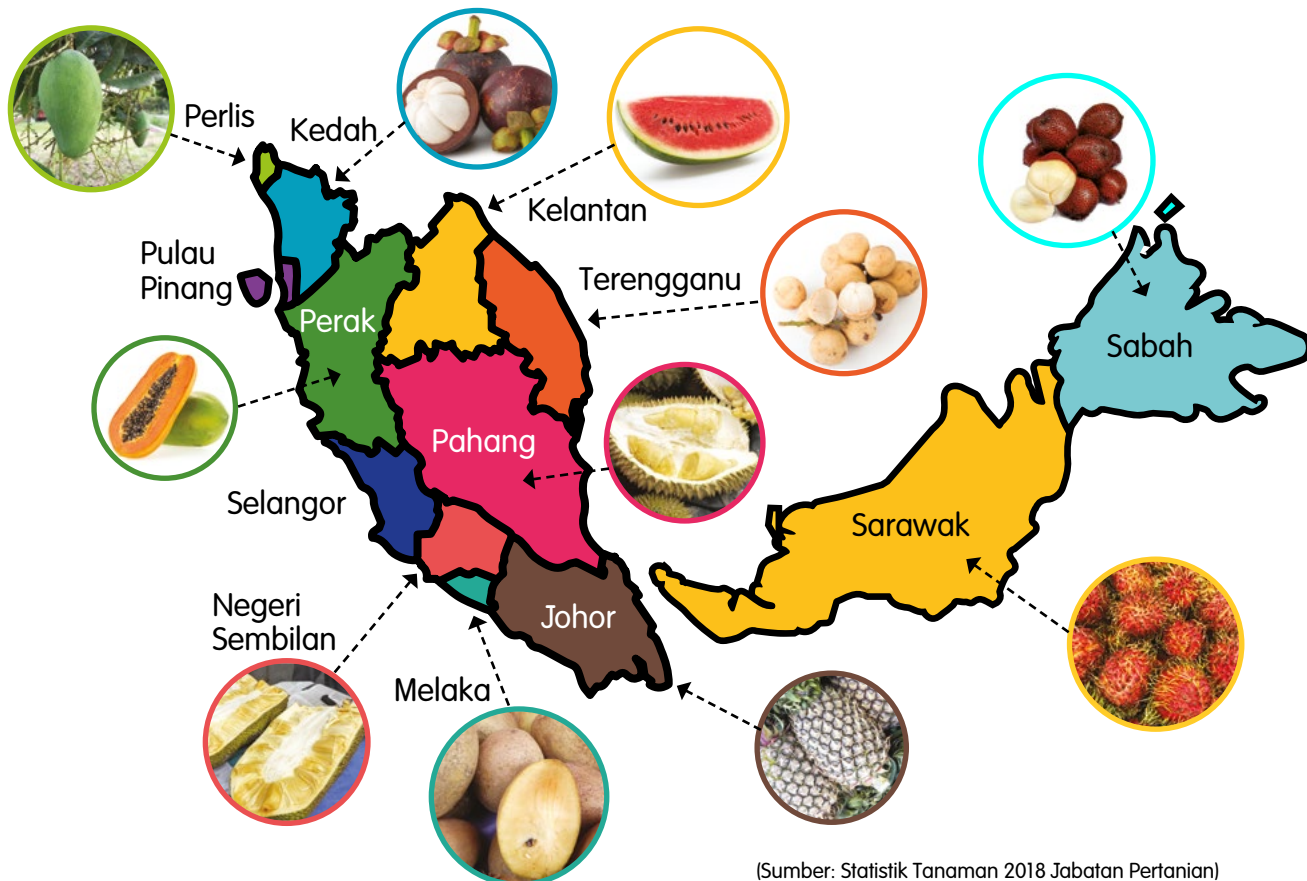 Perlis
Kedah
Kelantan
Pulau
Pinang
Terengganu
Perak
Sabah
Pahang
Selangor
Sarawak
Negeri
Sembilan
Johor
Melaka
(Sumber: Statistik Tanaman 2018 Jabatan Pertanian)